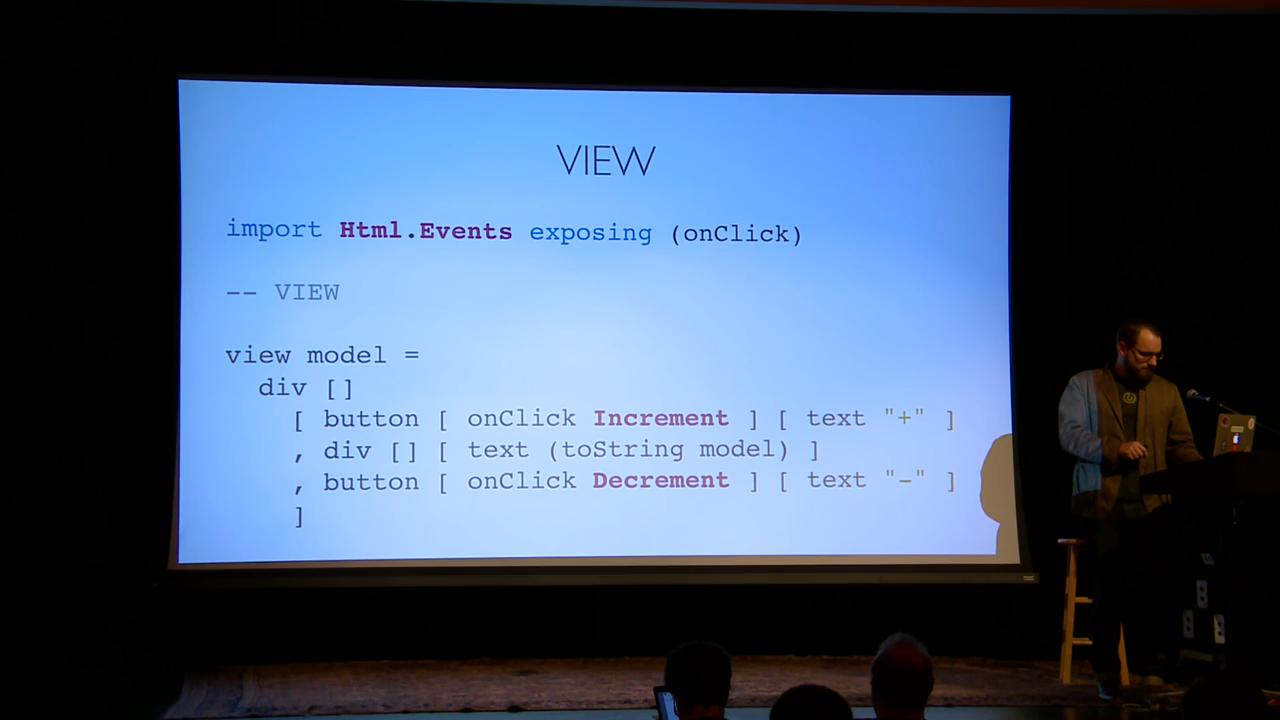 VIEW
import Html.Events exposing (onClick)
-- VIEW
view model =
  div []
    [ button [ onClick Increment ] [ text "+" ]
    , div [] [ text (toString model) ]
    , button [ onClick Decrement ] [ text "-" ]
    ]